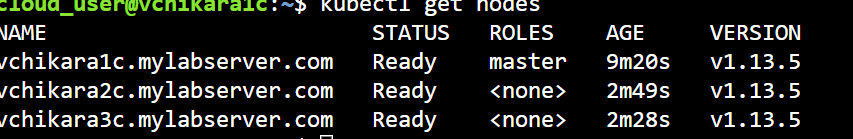 cloud_user@vchikara1c:~$ kubectl get nodes
NAME STATUS ROLES AGE VERSION
vchikara1c.mylabserver.com Ready master 9m20s v1.13.5
vchikara2c.mylabserver.com Ready <none> 2m49s v1.13.5
vchikara3c.mylabserver.com Ready <none> 2m28s v1.13.5